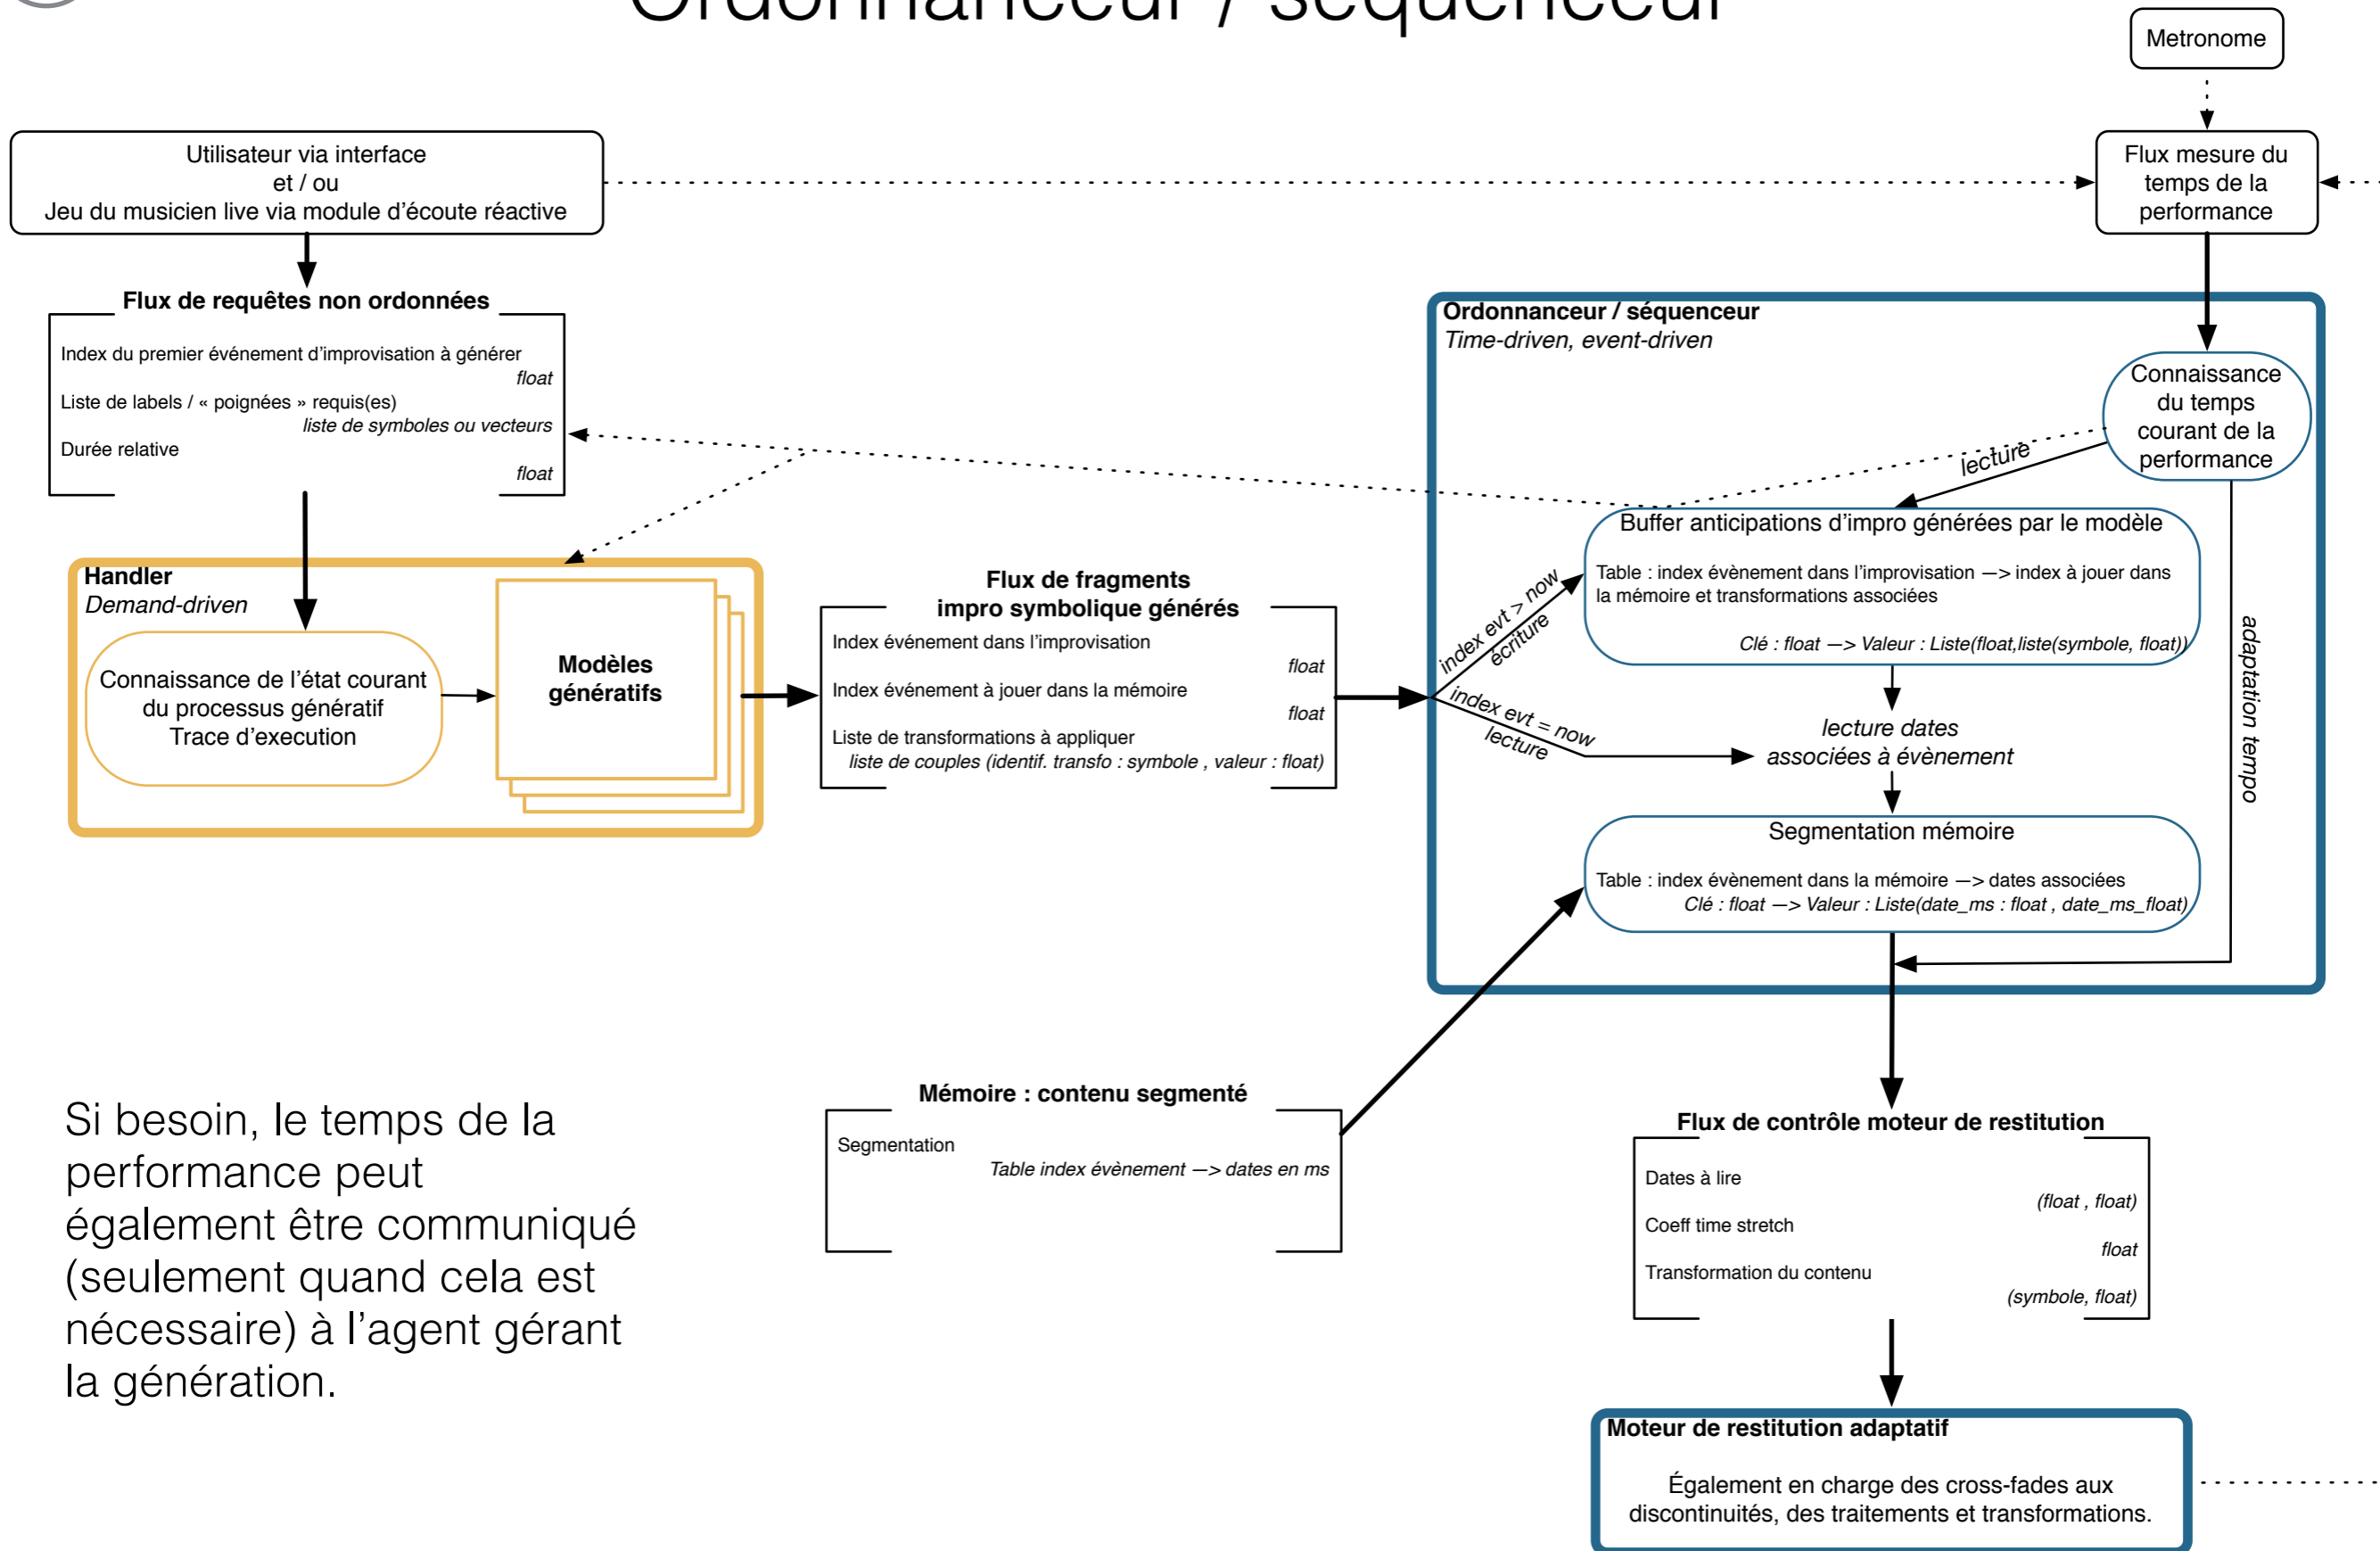 Ordonnanceur / séquenceur
Metronome
Utilisateur via interface
et / ou
Jeu du musicien live via module d'écoute réactive
Flux mesure du
temps de la
performance
Flux de requêtes non ordonnées
Index du premier événement d'improvisation à générer
float
Liste de labels / « poignées » requis(es)
liste de symboles ou vecteurs
Durée relative
float
Handler
Demand-driven
Connaissance de l'état courant
du processus génératif
Trace d'execution
Modèles
génératifs
Flux de fragments
impro symbolique générés
Index événement dans l'improvisation
float
Index événement à jouer dans la mémoire
float
Liste de transformations à appliquer
liste de couples (identif. transfo : symbole , valeur : float)
Ordonnanceur / séquenceur
Time-driven, event-driven
Connaissance
du temps
courant de la
performance
lecture
Buffer anticipations d'impro générées par le modèle
Table : index évènement dans l'improvisation —> index à jouer dans
la mémoire et transformations associées
Clé : float —> Valeur : Liste(float,liste(symbole, float))
index evt > now
écriture
index evt = now
lecture
lecture dates
associées à évènement
adaptation tempo
Segmentation mémoire
Table : index évènement dans la mémoire —> dates associées
Clé : float —> Valeur : Liste(date_ms : float , date_ms_float)
Mémoire : contenu segmenté
Segmentation
Table index évènement —> dates en ms
Si besoin, le temps de la
performance peut
également être communiqué
(seulement quand cela est
nécessaire) à l'agent gérant
la génération.
Flux de contrôle moteur de restitution
Dates à lire
(float , float)
Coeff time stretch
float
Transformation du contenu
(symbole, float)
Moteur de restitution adaptatif
Également en charge des cross-fades aux
discontinuités, des traitements et transformations.